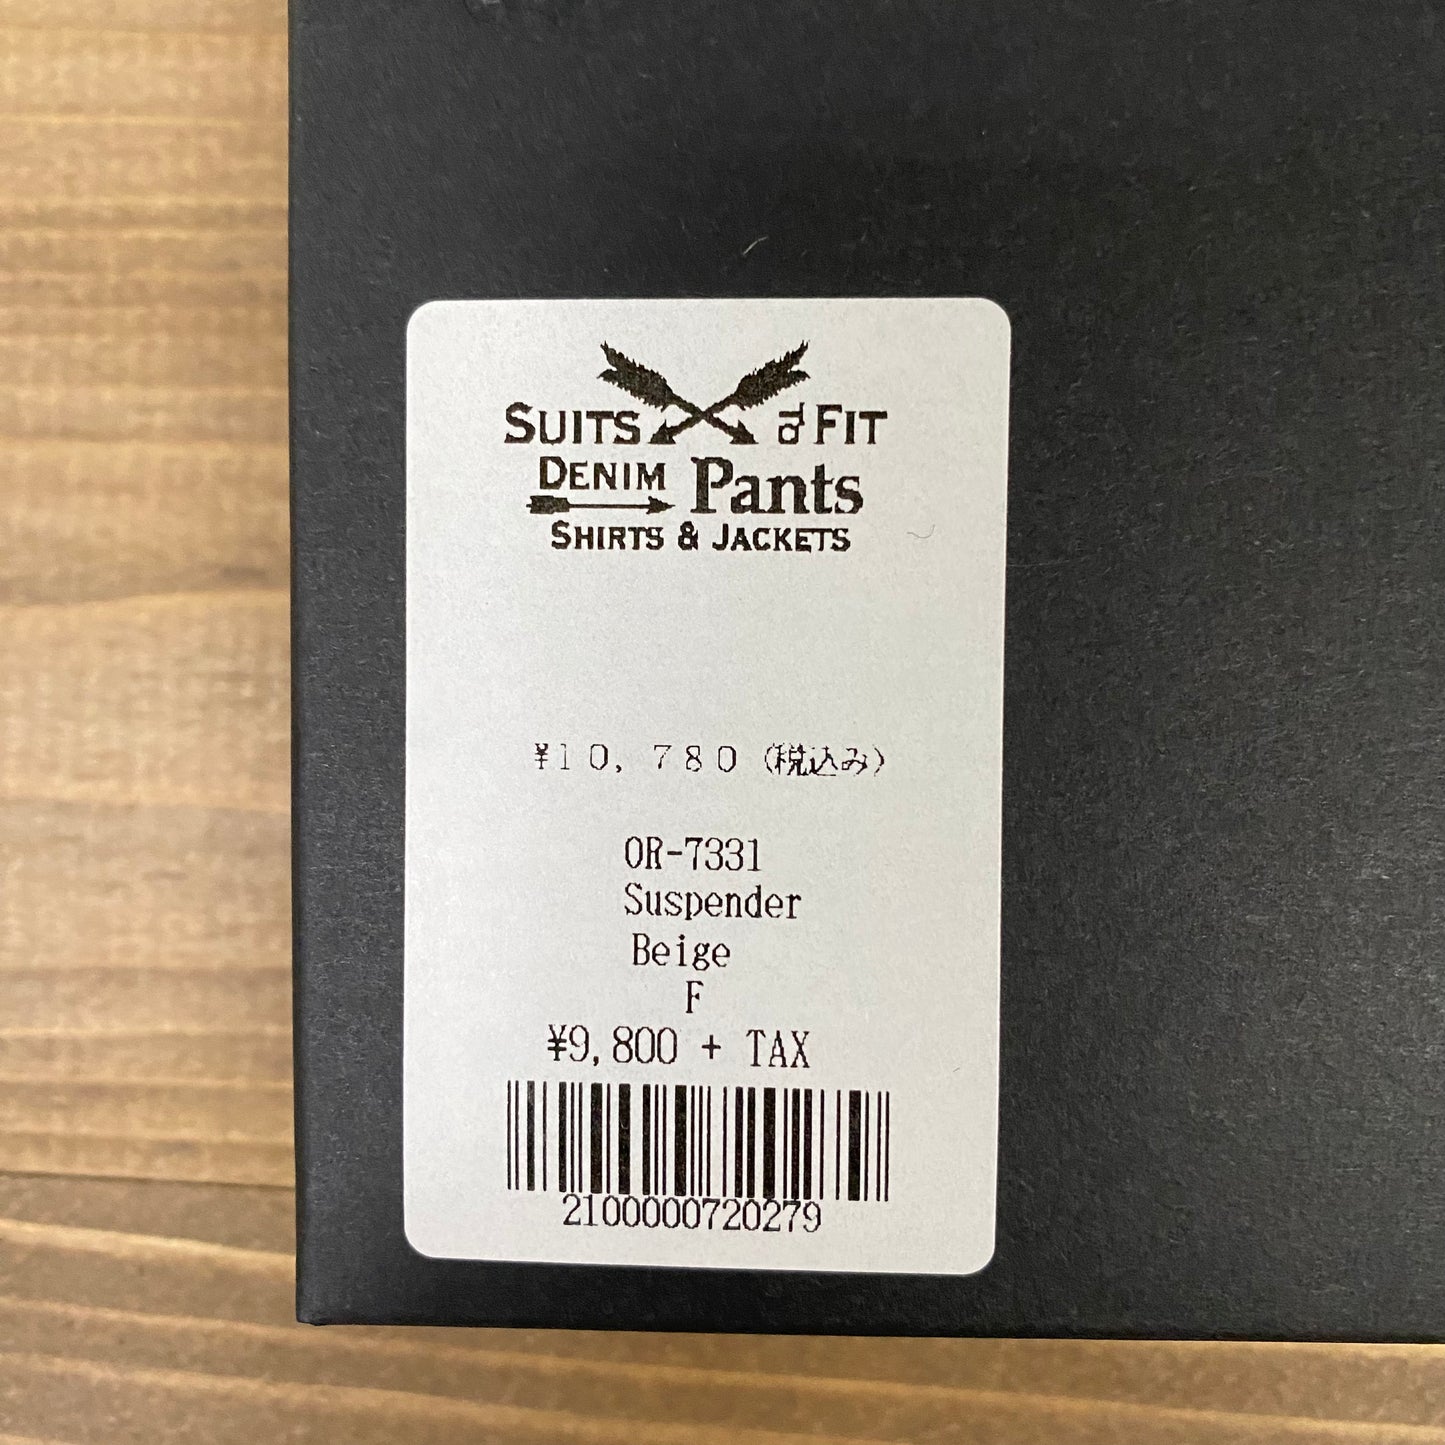 SUITS & FIT
DENIM Pants
SHIRTS & JACKETS
¥10,780(税込み)
OR-7331
Suspender
Beige
F
¥9,800 + TAX
2100000720279